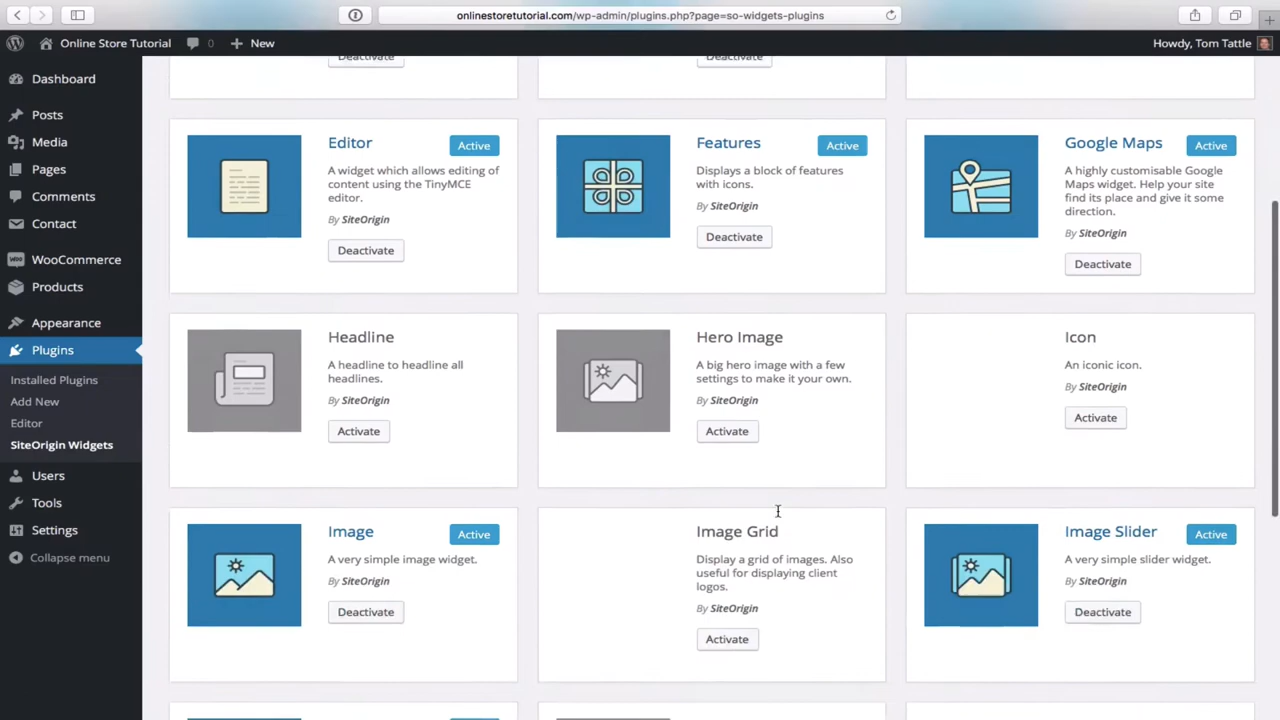 onlinestoretutorial.com/wp-admin/plugins.php?page=so-widgets-plugins
Online Store Tutorial
0
New
Howdy, Tom Tattle
Dashboard
Posts
Media
Pages
Comments
Contact
WooCommerce
Products
Appearance
Plugins
Installed Plugins
Add New
Editor
SiteOrigin Widgets
Users
Tools
Settings
Collapse menu
Deactivate
Deactivate
Editor
Active
A widget which allows editing of
content using the TinyMCE
editor.
By SiteOrigin
Deactivate
Features
Active
Displays a block of features
with icons.
By SiteOrigin
Deactivate
Google Maps
Active
A highly customisable Google
Maps widget. Help your site
find its place and give it some
direction.
By SiteOrigin
Deactivate
Headline
A headline to headline all
headlines.
By SiteOrigin
Activate
Hero Image
A big hero image with a few
settings to make it your own.
By SiteOrigin
Activate
Icon
An iconic icon.
By SiteOrigin
Activate
Image
Active
A very simple image widget.
By SiteOrigin
Deactivate
Image Grid
Display a grid of images. Also
useful for displaying client
logos.
By SiteOrigin
Activate
Image Slider
Active
A very simple slider widget.
By SiteOrigin
Deactivate